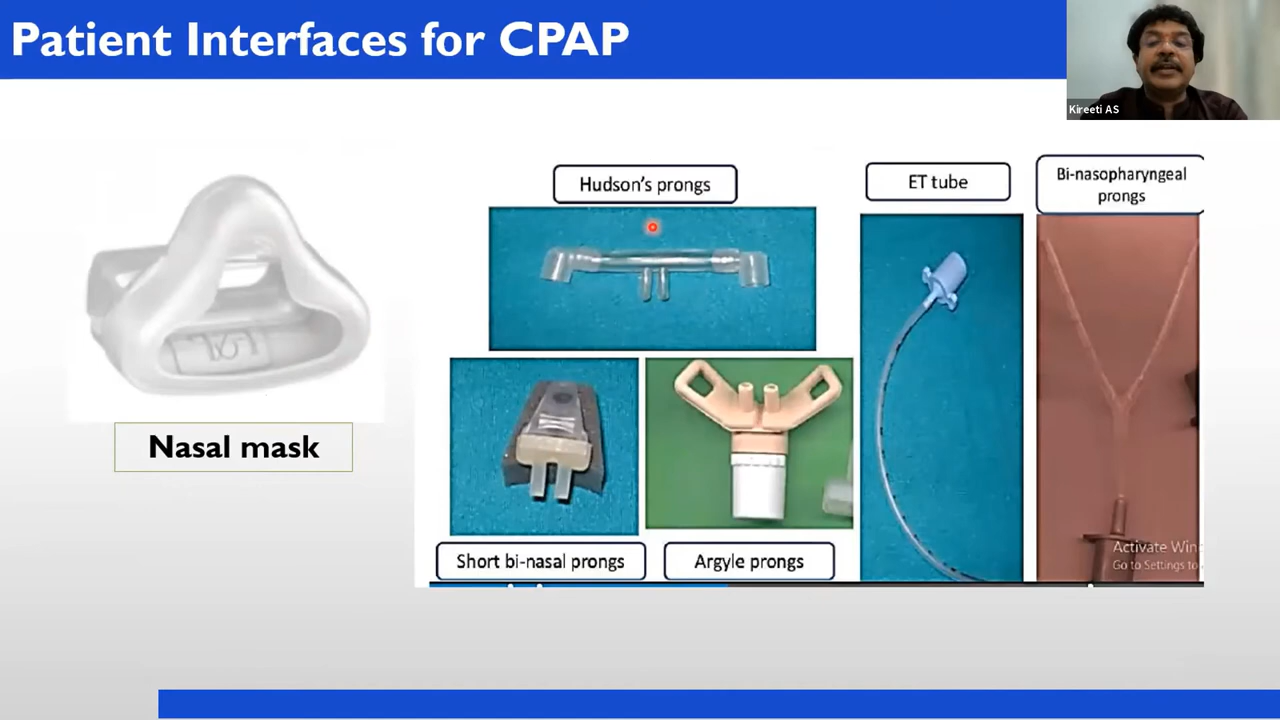 Patient Interfaces for CPAP
Kireeti AS
Hudson's prongs
ET tube
Bi-nasopharyngeal
prongs
Nasal mask
Short bi-nasal prongs
Argyle prongs
Activate Win
Go to Settings to